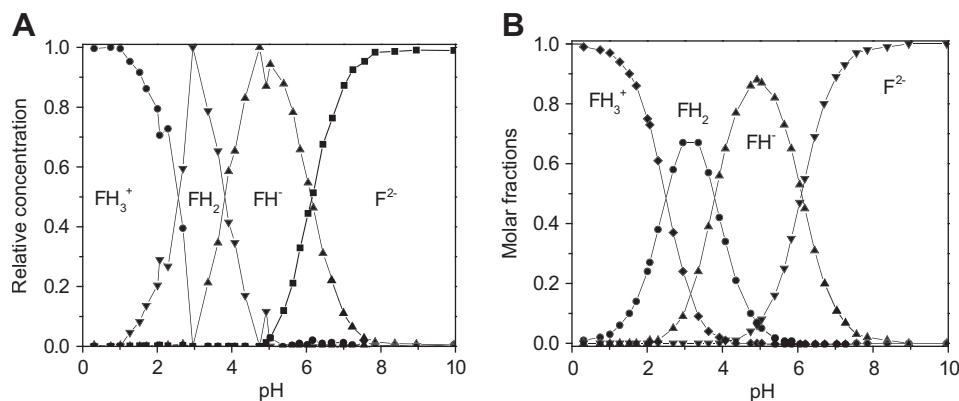 A
Relative concentration
1.0
0.8
0.6
0.4
0.2
0.0
FH₃⁺
FH₂
FH⁻
F²⁻
0 2 4 6 8 10
pH
B
Molar fractions
1.0
0.8
0.6
0.4
0.2
0.0
FH₃⁺
FH₂
FH⁻
F²⁻
0 2 4 6 8 10
pH